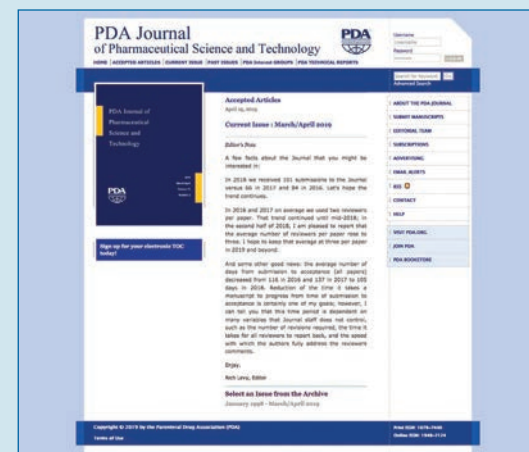 PDA Journal
of Pharmaceutical Science and Technology
PDA
HOME | ACCEPTED ARTICLES | CURRENT ISSUE | PAST ISSUES | PDA Interest GROUPS | PDA TECHNICAL REPORTS
Username
Password
Search for Keyword
Advanced Search
PDA Journal of
Pharmaceutical
Science and
Technology
PDA
Sign up for your electronic TOC
today!
Accepted Articles
Current Issue : March/April 2019
Editor's Note
A few facts about the Journal that you might be
interested in:
In 2018 we received 101 submissions to the Journal
versus 66 in 2017 and 84 in 2016. Let's hope the
trend continues.
In 2016 and 2017 on average we used two reviewers
per paper. That trend continued until mid-2018; in
the second half of 2018, I am pleased to report that
the average number of reviewers per paper rose to
three. I hope to keep that average at three per paper
in 2019 and beyond.
And some other good news: the average number of
days from submission to acceptance (all papers)
decreased from 116 in 2016 and 137 in 2017 to 105
days in 2018. Reduction of the time it takes a
manuscript to progress from time of submission to
acceptance is certainly one of my goals; however, I
can tell you that this time period is dependent on
many variables that Journal staff does not control,
such as the number of revisions required, the time it
takes for all reviewers to report back, and the speed
with which the authors fully address the reviewers
comments.
Enjoy.
Rich Levy, Editor
Select an Issue from the Archive
January 1998 - March/April 2019
ABOUT THE PDA JOURNAL
SUBMIT MANUSCRIPTS
EDITORIAL TEAM
SUBSCRIPTIONS
ADVERTISING
EMAIL ALERTS
RSS
CONTACT
HELP
VISIT PDA.ORG
JOIN PDA
PDA BOOKSTORE
Copyright © 2019 by the Parenteral Drug Association (PDA)
Terms of Use
Print ISSN: 1079-7440
Online ISSN: 1948-2124